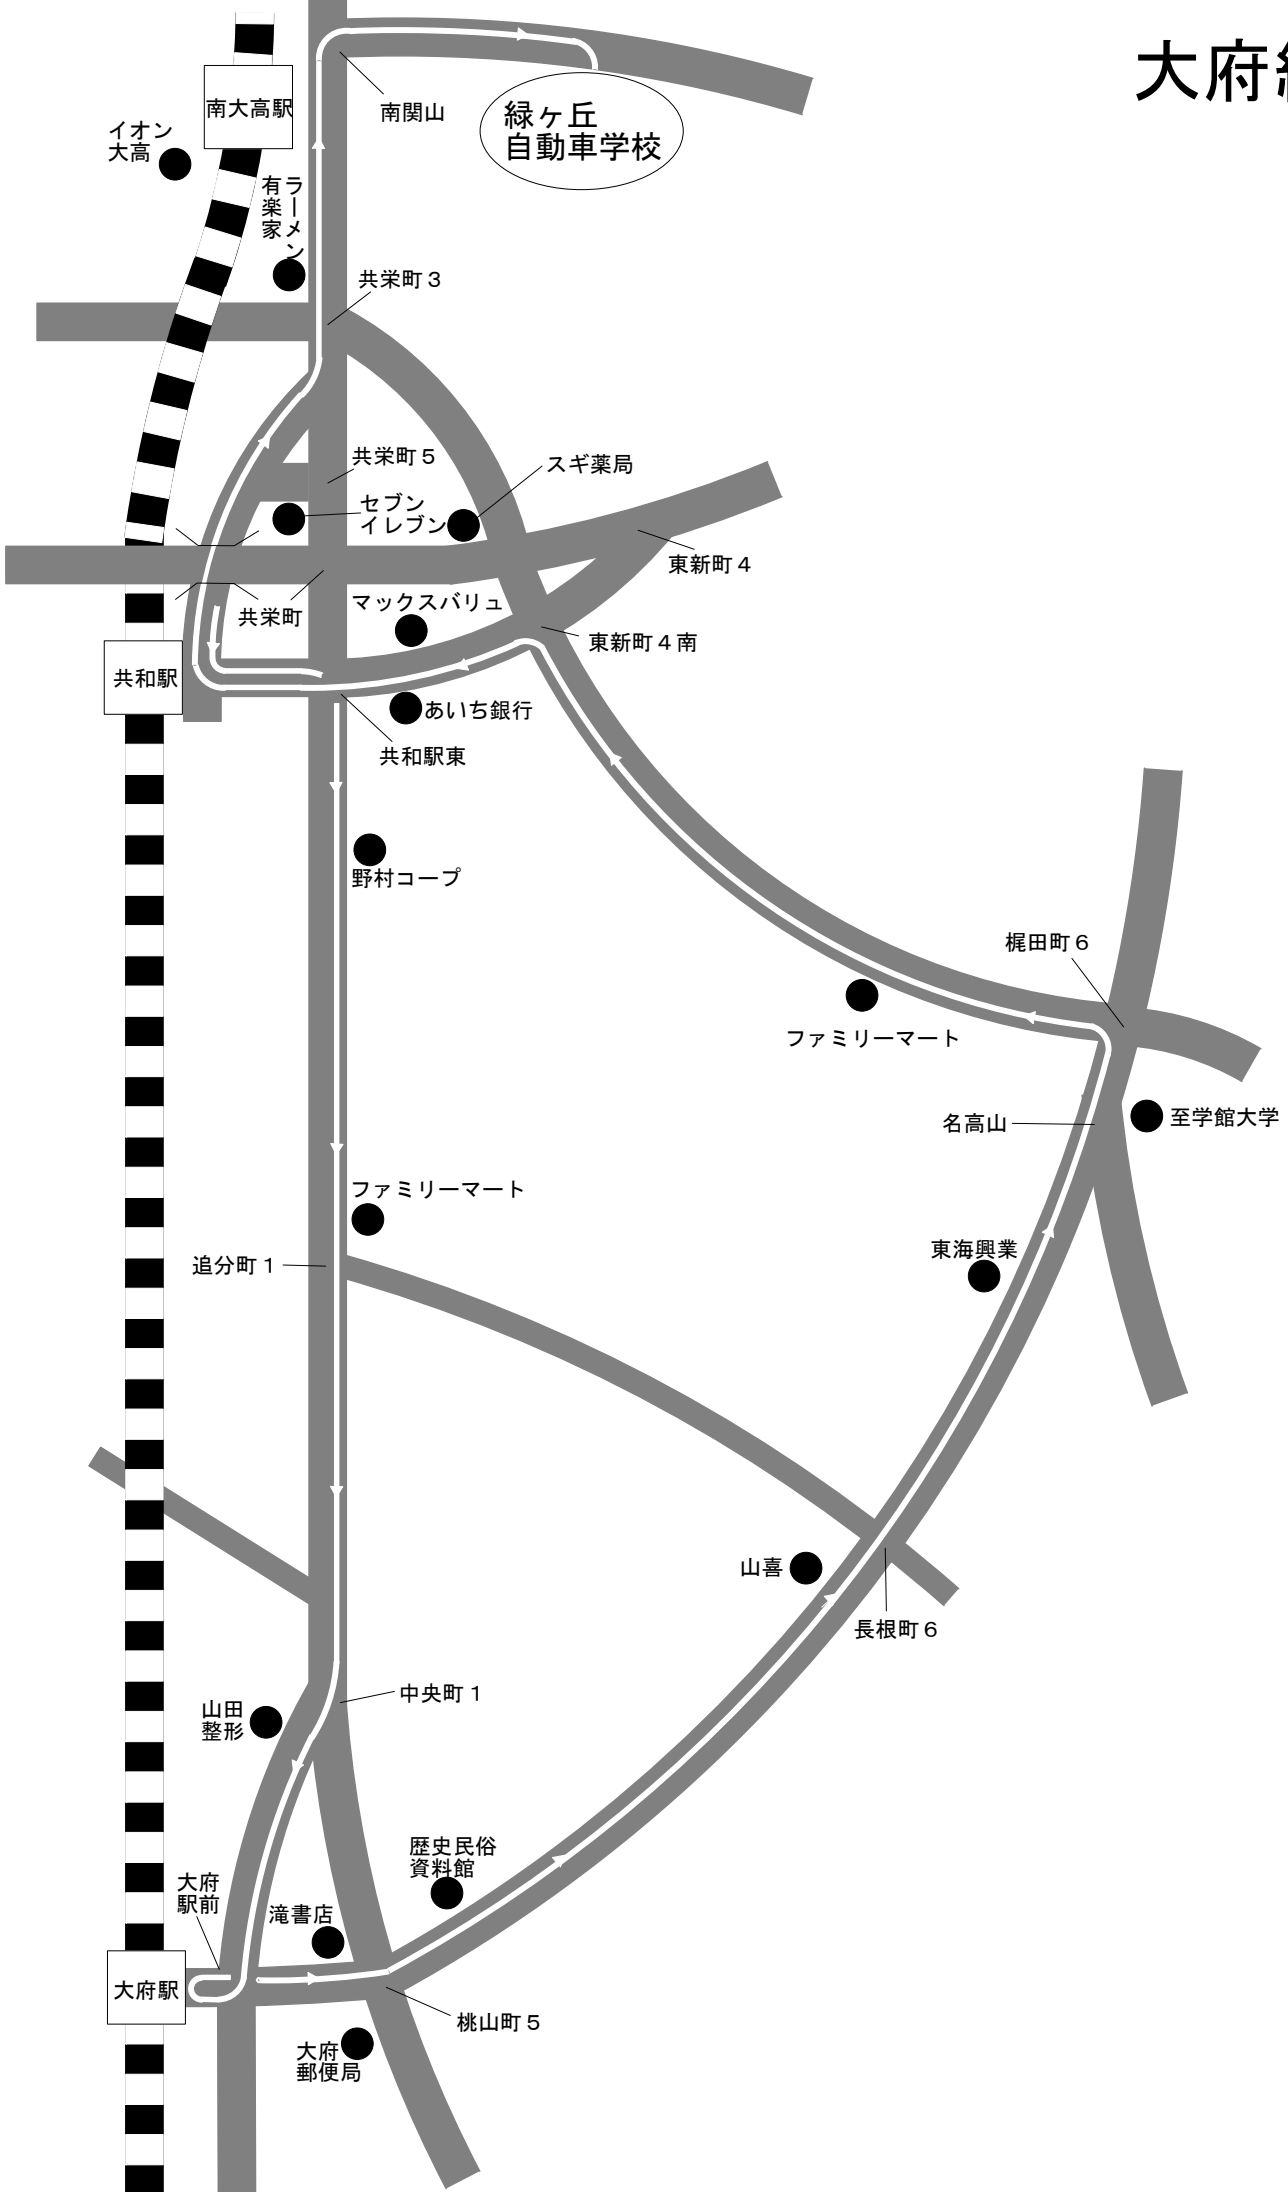 大府
南関山
南大高駅
緑ヶ丘
自動車学校
イオン
大高
ラーメン
有楽家
共栄町３
共栄町５
スギ薬局
セブン
イレブン
東新町４
マックスバリュ
共栄町
東新町４南
共和駅
あいち銀行
共和駅東
野村コープ
梶田町６
ファミリーマート
名高山
至学館大学
ファミリーマート
東海興業
追分町１
山喜
長根町６
中央町１
山田
整形
歴史民俗
資料館
大府
駅前
滝書店
大府駅
桃山町５
大府
郵便局